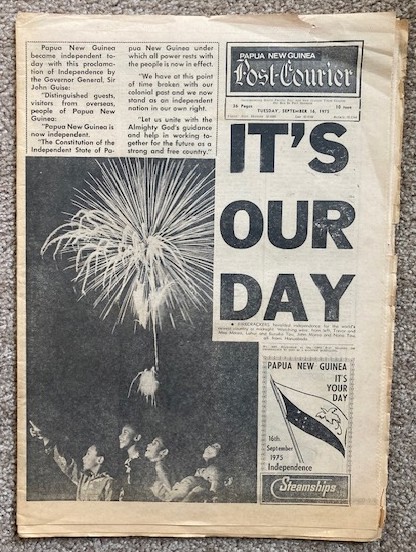 Papua New Guinea
became independent to-
day with this proclama-
tion of Independence by
the Governor General, Sir
John Guise:
"Distinguished guests,
visitors from overseas,
people of Papua New
Guinea:
"Papua New Guinea is
now independent.
"The Constitution of the
Independent State of Pa-
pua New Guinea under
which all power rests with
the people is now in effect.
"We have at this point
of time broken with our
colonial past and we now
stand as an independent
nation in our own right.
"Let us unite with the
Almighty God's guidance
and help in working to-
gether for the future as a
strong and free country."
PAPUA NEW GUINEA
Post-Courier
36 Pages
10 toea
TUESDAY, SEPTEMBER 16, 1975
IT'S
OUR
DAY
PAPUA NEW GUINEA
IT'S
YOUR
DAY
16th
September
1975
Independence
Steamships